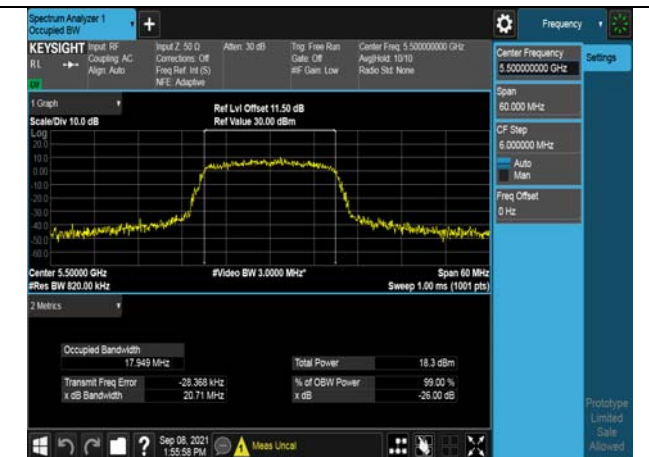 Spectrum Analyzer 1
Occupied BW
+
Frequency
KEYSIGHT
RL
Input: RF
Coupling: AC
Align: Auto
Input Z: 50 Ω
Corrections: Off
Freq Ref: Int (S)
NFE: Adaptive
Atten: 30 dB
Trig: Free Run
Gate: Off
#IF Gain: Low
Center Freq: 5.500000000 GHz
Avg|Hold: 10/10
Radio Std: None
Center Frequency
5.500000000 GHz
Settings
Span
60.000 MHz
CF Step
6.000000 MHz
Auto
Man
Freq Offset
0 Hz
1 Graph
Scale/Div 10.0 dB
Ref Lvl Offset 11.50 dB
Ref Value 30.00 dBm
Log
20.0
10.0
0.00
-10.0
-20.0
-30.0
-40.0
-50.0
-60.0
Center 5.50000 GHz
#Video BW 3.0000 MHz*
Span 60 MHz
#Res BW 820.00 kHz
Sweep 1.00 ms (1001 pts)
2 Metrics
Occupied Bandwidth
17.949 MHz
Total Power 18.3 dBm
Transmit Freq Error -28.368 kHz
% of OBW Power 99.00 %
x dB Bandwidth 20.71 MHz
x dB -26.00 dB
Prototype
Limited
Sale
Allowed
?
Sep 08, 2021
1:55:58 PM
Meas Uncal